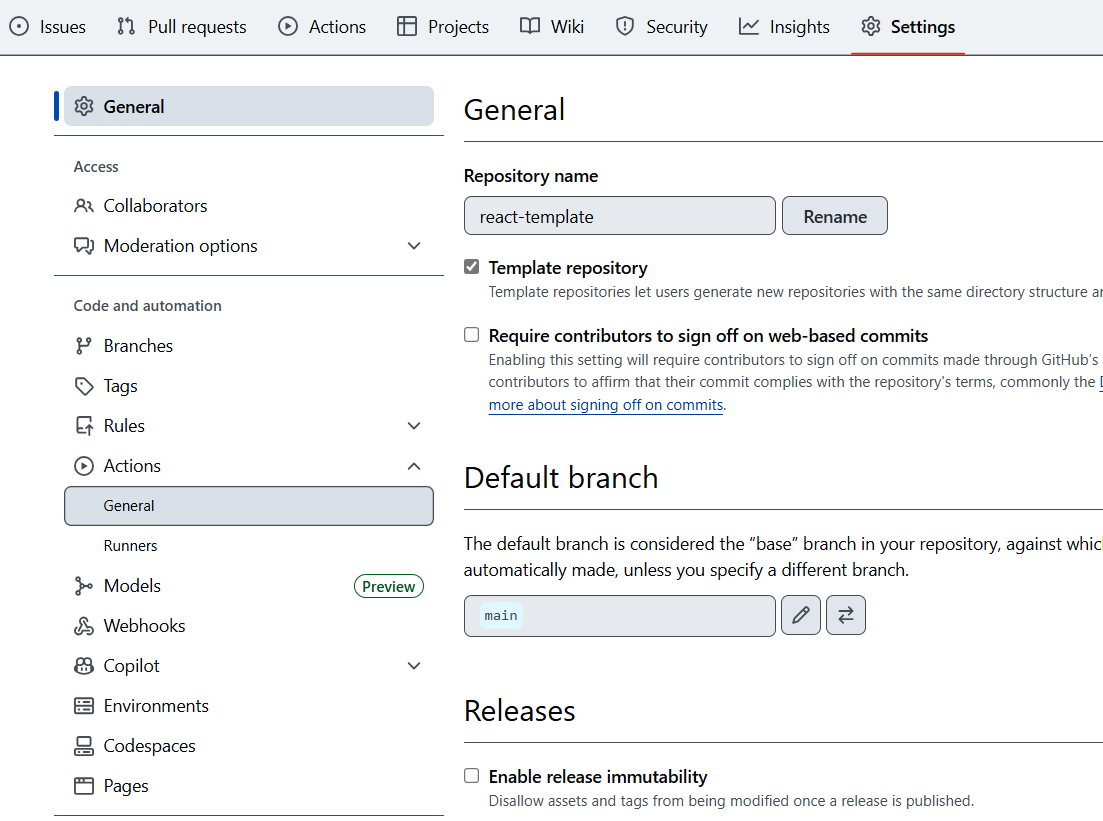 Issues Pull requests Actions Projects Wiki Security Insights Settings
General
Access
Collaborators
Moderation options
Code and automation
Branches
Tags
Rules
Actions
General
Runners
Models Preview
Webhooks
Copilot
Environments
Codespaces
Pages
General
Repository name
react-template Rename
Template repository
Template repositories let users generate new repositories with the same directory structure
Require contributors to sign off on web-based commits
Enabling this setting will require contributors to sign off on commits made through GitHub's
contributors to affirm that their commit complies with the repository's terms, commonly the
more about signing off on commits.
Default branch
The default branch is considered the “base” branch in your repository, against
automatically made, unless you specify a different branch.
main
Releases
Enable release immutability
Disallow assets and tags from being modified once a release is published.